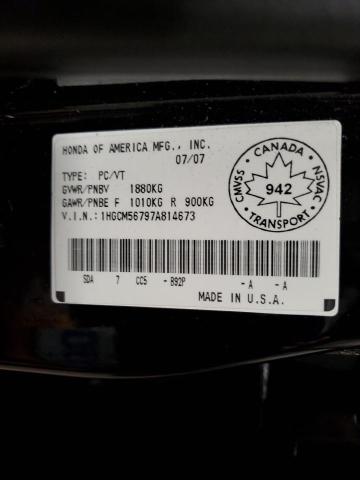 HONDA OF AMERICA MFG., INC.
07/07
TYPE: PC/VT
GVWR/PNBV 1880KG
GAWR/PNBE F 1010KG R 900KG
V.I.N.: 1HGCM56797A814673
CANADA
CMVSS 942 NSVAC
TRANSPORT
SDA 7 CC5 - B92P -A -A
MADE IN U.S.A.